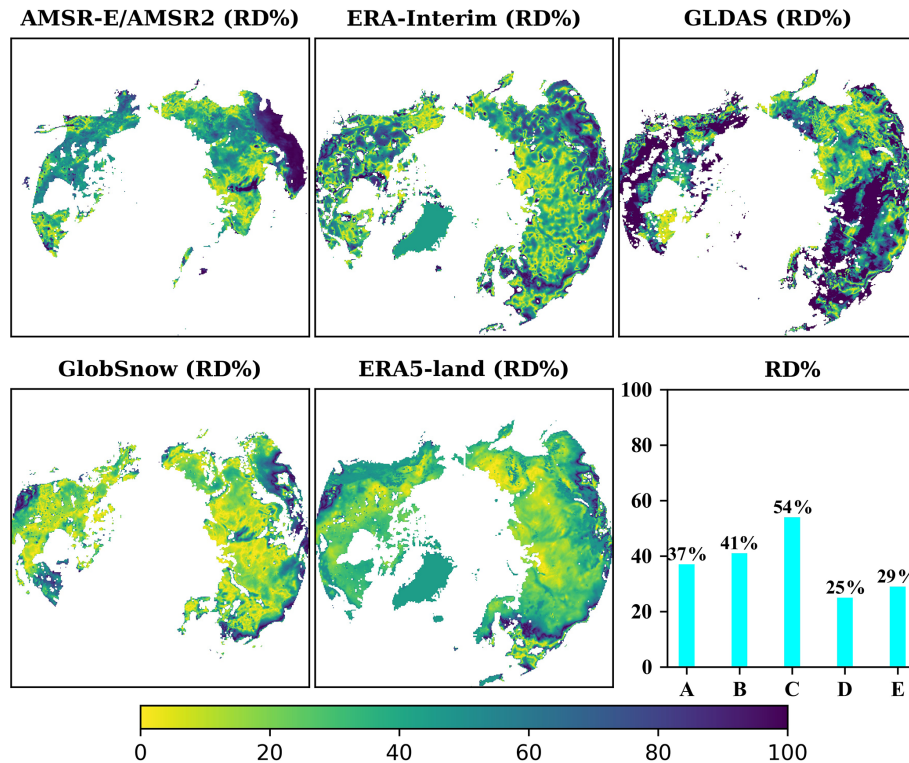 AMSR-E/AMSR2 (RD%)
ERA-Interim (RD%)
GLDAS (RD%)
GlobSnow (RD%)
ERA5-land (RD%)
RD%
100
80
60
40
20
0
37%
41%
54%
25%
29%
A B C D E
0 20 40 60 80 100